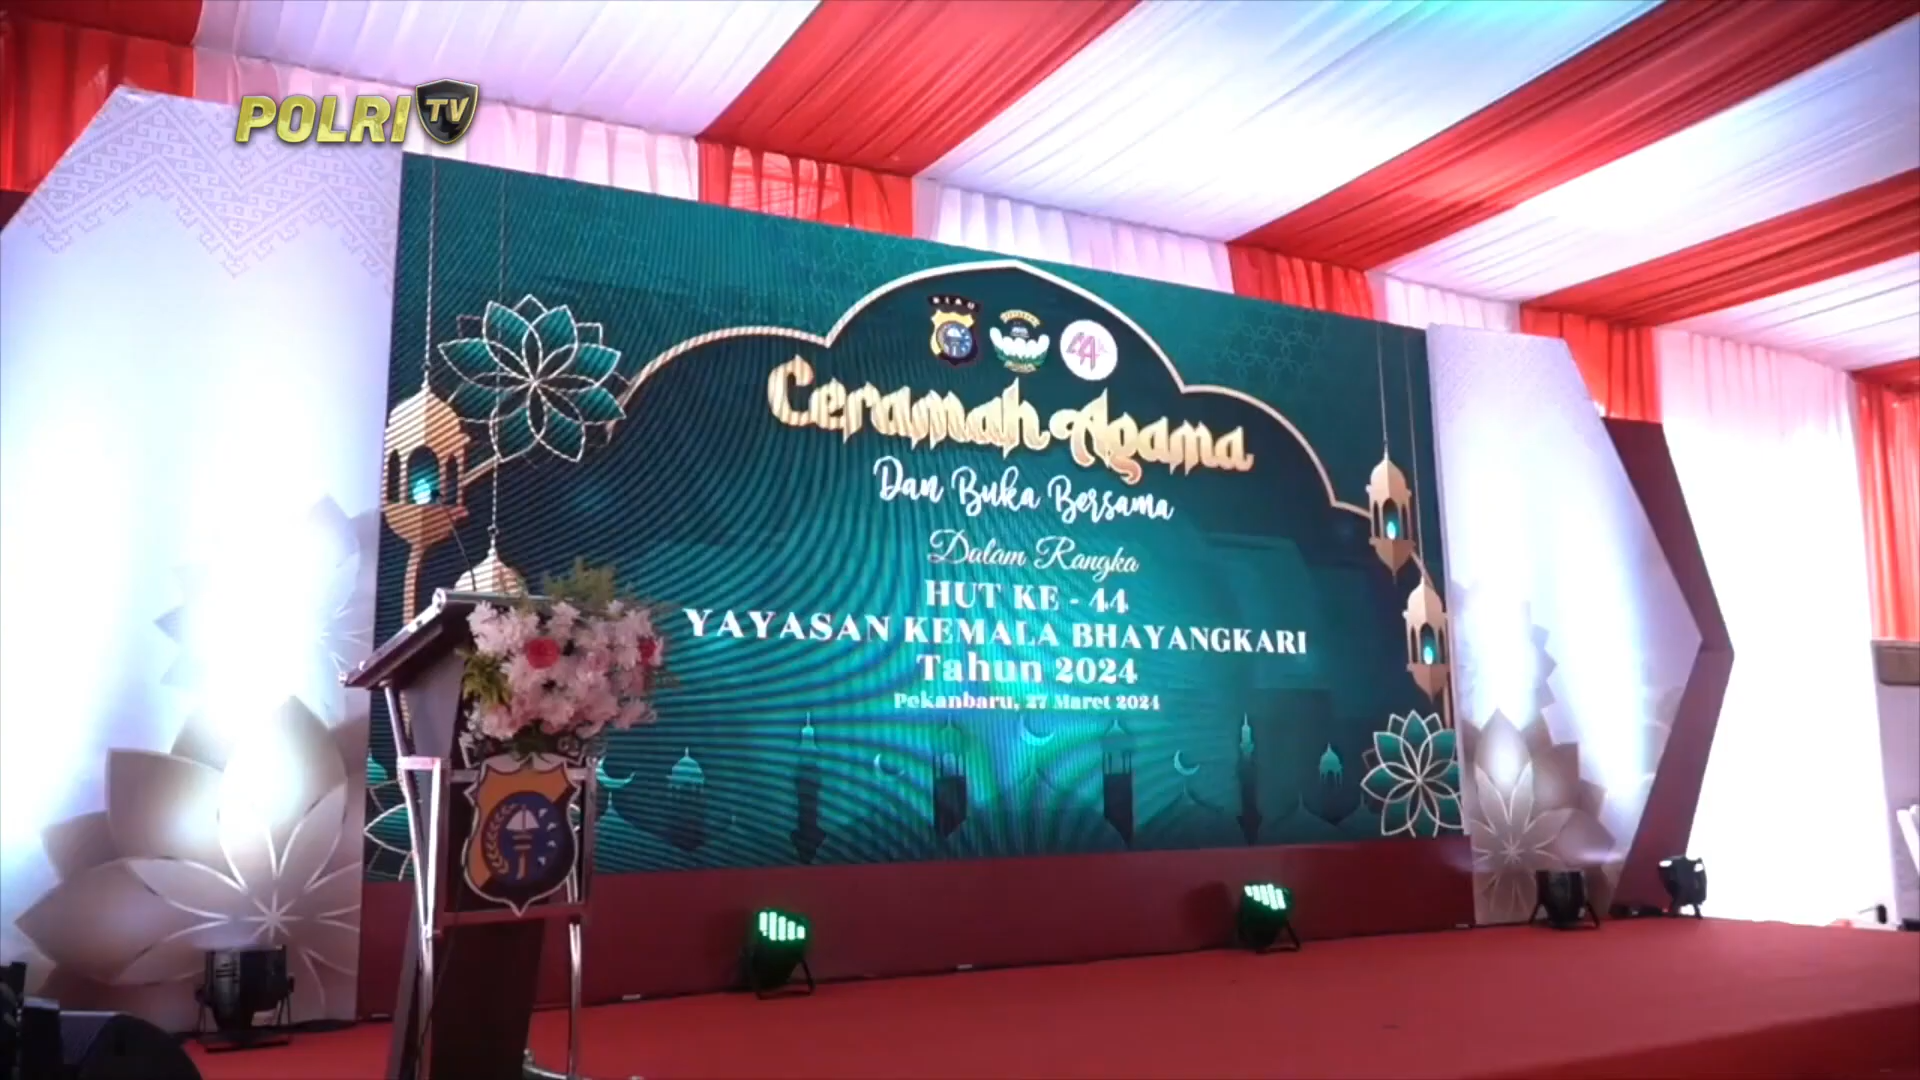 POLRI TV
RIAU
Ceramah Agama
Dan Buka Bersama
Dalam Rangka
HUT KE - 44
YAYASAN KEMALA BHAYANGKARI
Tahun 2024
Pekanbaru, 27 Maret 2024